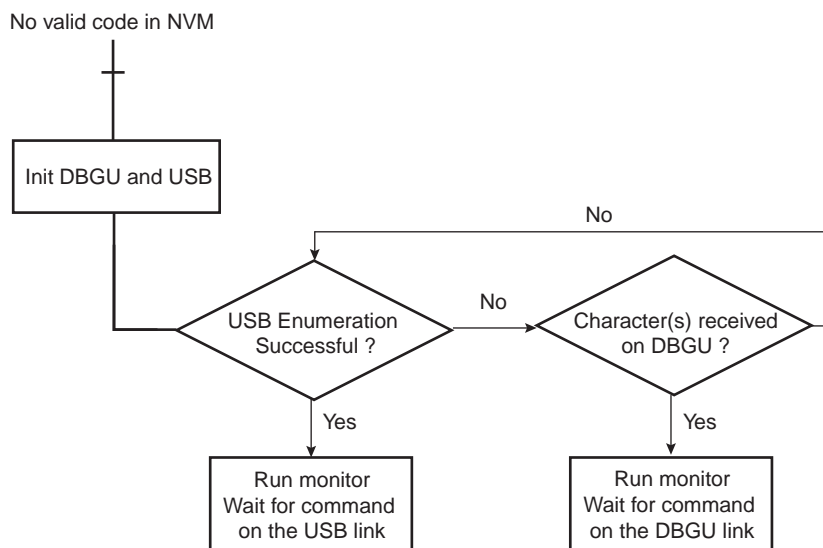 No valid code in NVM
Init DBGU and USB
No
USB Enumeration
Successful ?
No
Character(s) received
on DBGU ?
Yes
Yes
Run monitor
Wait for command
on the USB link
Run monitor
Wait for command
on the DBGU link